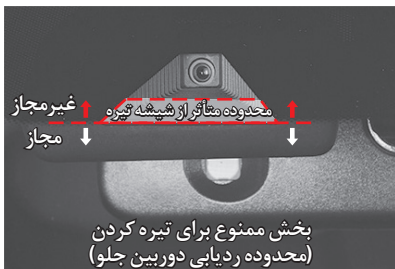 محدوده متأثر از شیشه تیره
غیرمجاز
مجاز
بخش ممنوع برای تیره کردن
(محدوده ردیابی دوربین جلو)